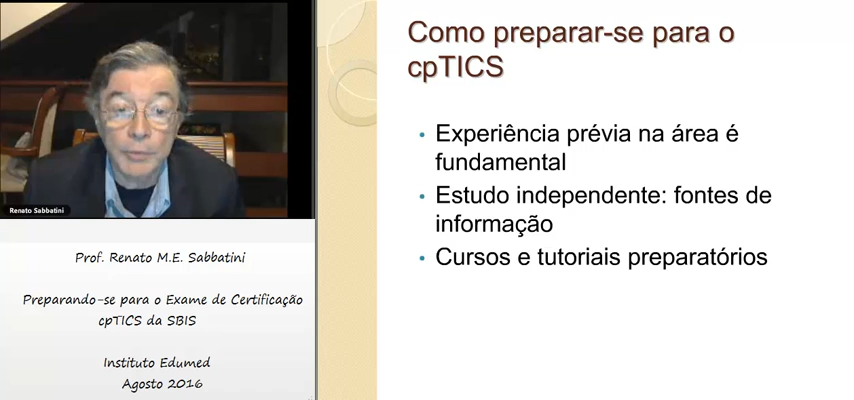 Renato Sabbatini
Prof. Renato M.E. Sabbatini
Preparando-se para o Exame de Certificação
cpTICS da SBIS
Instituto Edumed
Agosto 2016
Como preparar-se para o
cpTICS
• Experiência prévia na área é
fundamental
• Estudo independente: fontes de
informação
• Cursos e tutoriais preparatórios